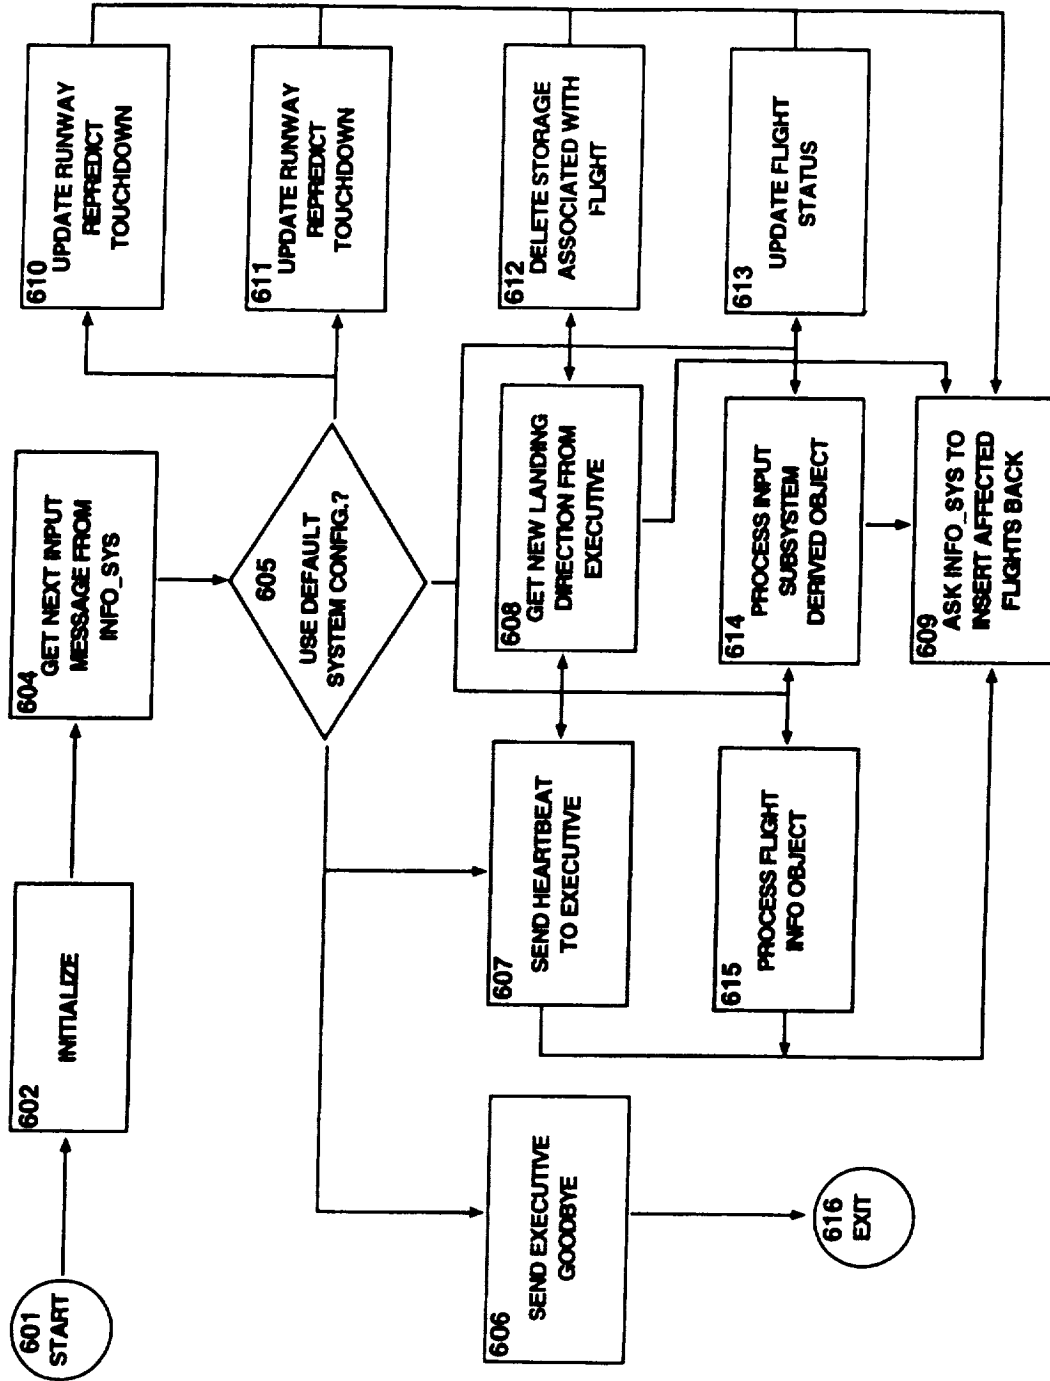 601
START
602
INITIALIZE
604
GET NEXT INPUT
MESSAGE FROM
INFO_SYS
605
USE DEFAULT
SYSTEM CONFIG.?
606
SEND EXECUTIVE
GOODBYE
607
SEND HEARTBEAT
TO EXECUTIVE
608
GET NEW LANDING
DIRECTION FROM
EXECUTIVE
609
ASK INFO_SYS TO
INSERT AFFECTED
FLIGHTS BACK
610
UPDATE RUNWAY
REPREDICT
TOUCHDOWN
611
UPDATE RUNWAY
REPREDICT
TOUCHDOWN
612
DELETE STORAGE
ASSOCIATED WITH
FLIGHT
613
UPDATE FLIGHT
STATUS
614
PROCESS INPUT
SUBSYSTEM
DERIVED OBJECT
615
PROCESS FLIGHT
INFO OBJECT
616
EXIT